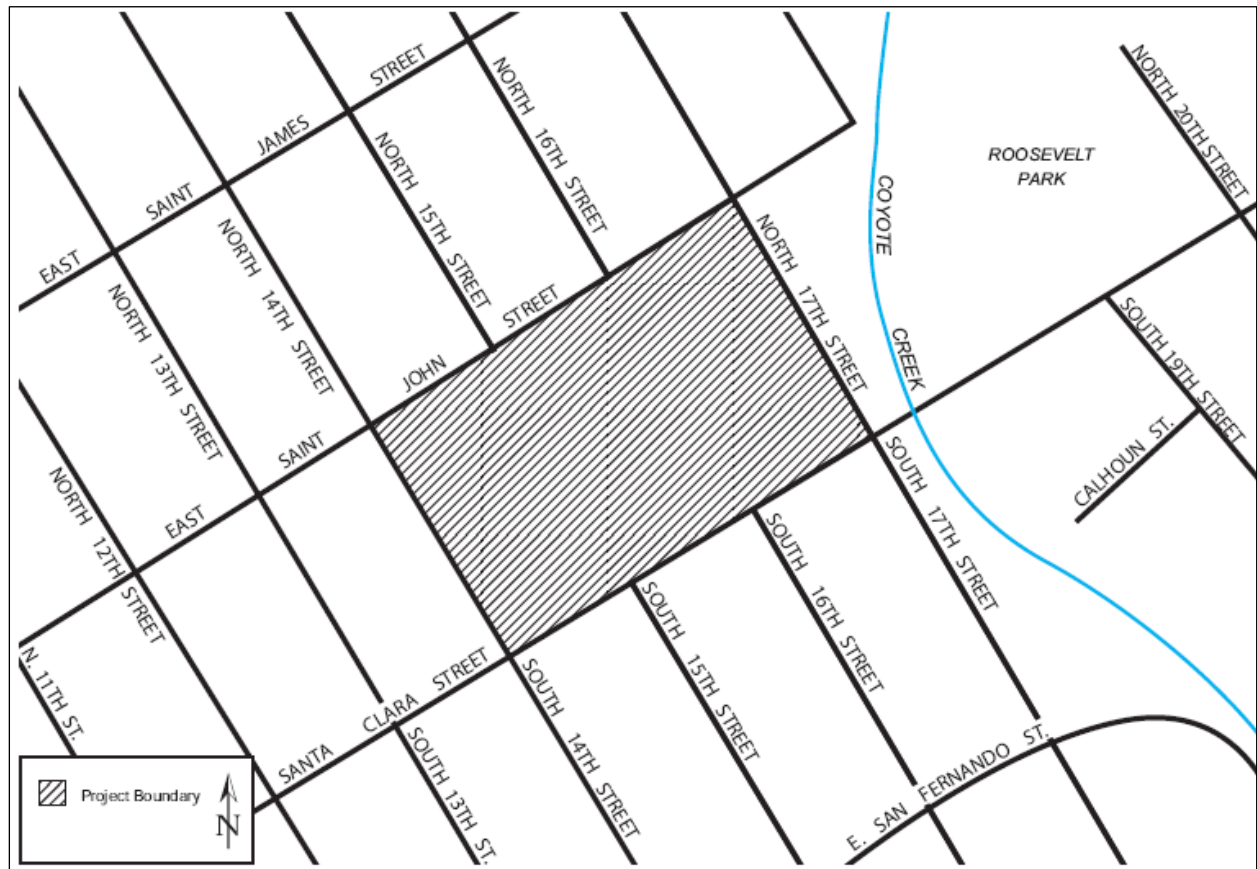 EAST SAINT JAMES STREET
NORTH 16TH STREET
NORTH 20TH STREET
ROOSEVELT
PARK
NORTH 15TH STREET
COYOTE CREEK
NORTH 14TH STREET
NORTH 17TH STREET
NORTH 13TH STREET
EAST SAINT JOHN STREET
SOUTH 19TH STREET
CALHOUN ST.
NORTH 12TH STREET
SOUTH 17TH STREET
SOUTH 16TH STREET
SOUTH 15TH STREET
N. 11TH ST.
SANTA CLARA STREET
SOUTH 14TH STREET
SOUTH 13TH ST.
E. SAN FERNANDO ST.
Project Boundary
N